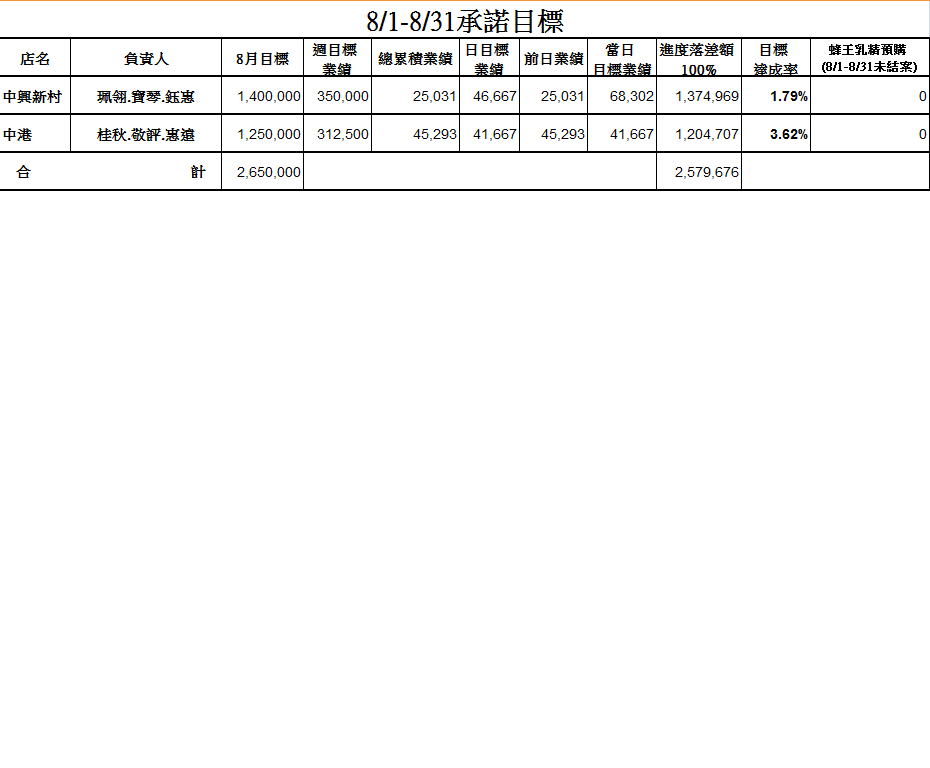 8/1-8/31承諾目標
店名 負責人 8月目標 週目標業績 總累積業績 日目標業績 前日業績 當日目標業績 進度落差額100% 目標達成率 蜂王乳精預購(8/1-8/31未結案)
中興新村 珮翎.寶琴.鈺惠 1,400,000 350,000 25,031 46,667 25,031 68,302 1,374,969 1.79% 0
中港 桂秋.敬評.惠遠 1,250,000 312,500 45,293 41,667 45,293 41,667 1,204,707 3.62% 0
合計 2,650,000 2,579,676